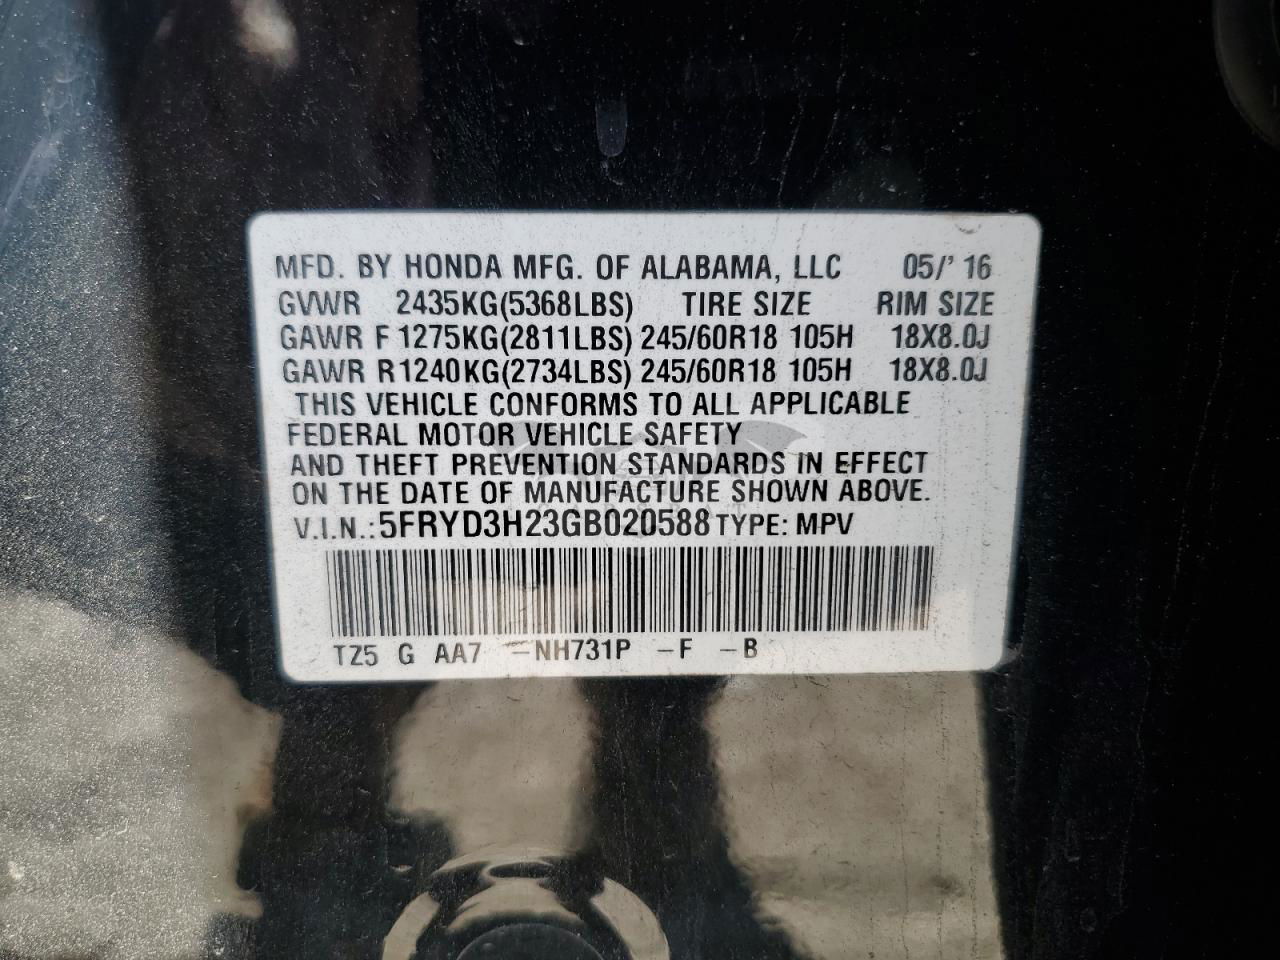 MFD. BY HONDA MFG. OF ALABAMA, LLC 05/' 16
GVWR 2435KG(5368LBS) TIRE SIZE RIM SIZE
GAWR F 1275KG(2811LBS) 245/60R18 105H 18X8.0J
GAWR R1240KG(2734LBS) 245/60R18 105H 18X8.0J
THIS VEHICLE CONFORMS TO ALL APPLICABLE
FEDERAL MOTOR VEHICLE SAFETY
AND THEFT PREVENTION STANDARDS IN EFFECT
ON THE DATE OF MANUFACTURE SHOWN ABOVE.
V.I.N.: 5FRYD3H23GB020588 TYPE: MPV
TZ5 G AA7 -NH731P -F -B